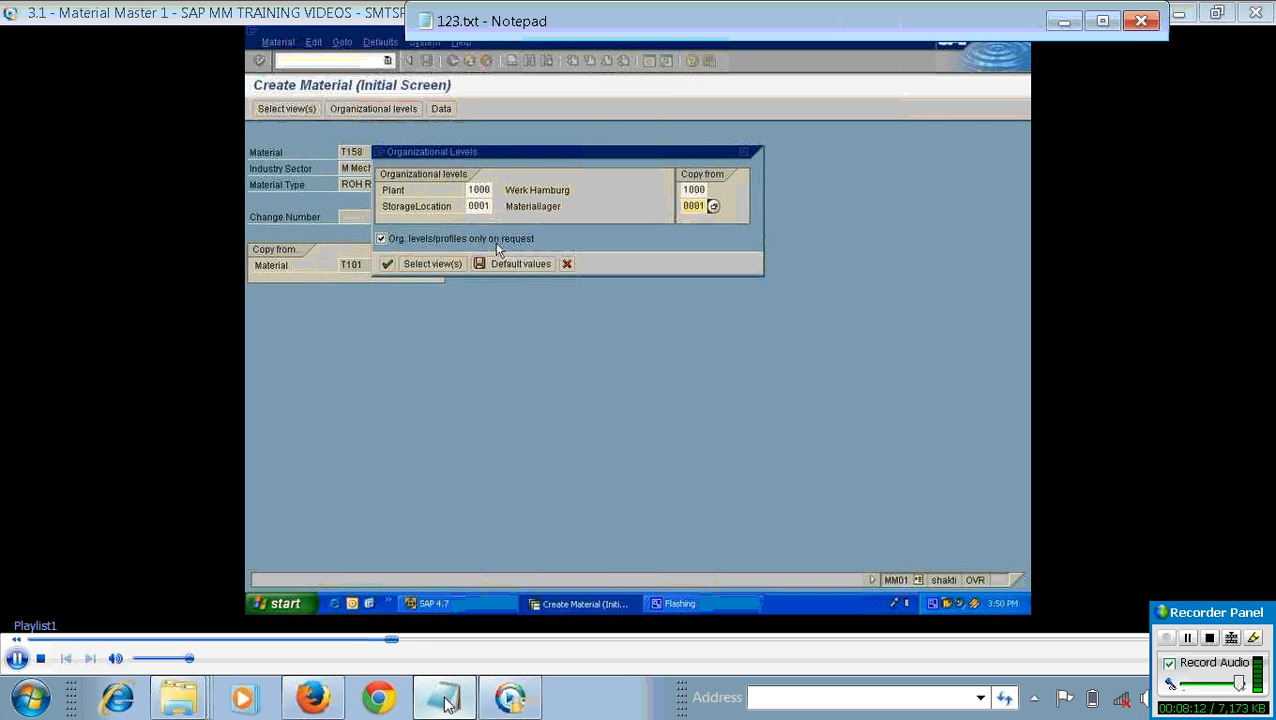 3.1 - Material Master 1 - SAP MM TRAINING VIDEOS - SMTSF
123.txt - Notepad
Material Edit Goto Defaults System Help
Create Material (Initial Screen)
Select view(s) Organizational levels Data
Material T158
Industry Sector M Mech
Material Type ROH R
Change Number
Copy from...
Material T101
Organizational Levels
Organizational levels Copy from
Plant 1000 Werk Hamburg 1000
StorageLocation 0001 Materiallager 0001
Org. levels/profiles only on request
Select view(s) Default values
MM01 shakti OVR
start SAP 4.7 Create Material (Initi... Flashing 3:50 PM
Playlist1
Recorder Panel
Record Audio
00:08:12 / 7,173 KB
Address